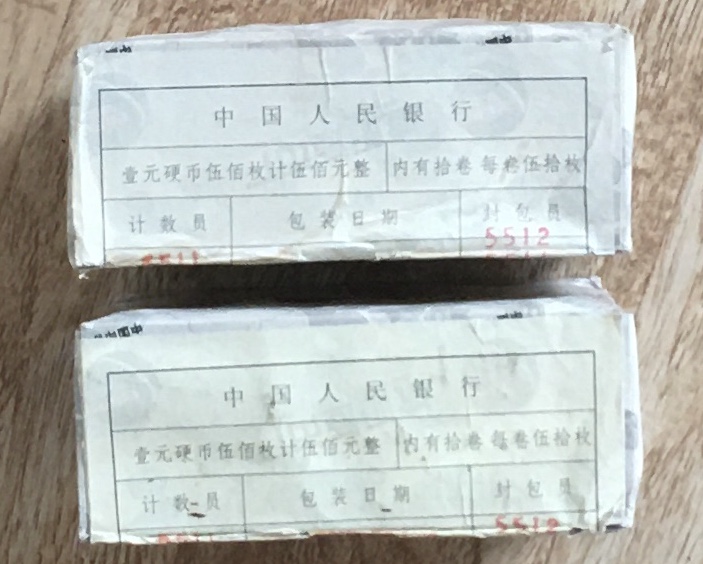 中国人民银行
壹元硬币伍佰枚计伍佰元整 内有拾卷 每卷伍拾枚
计数员 包装日期 封包员
5512
5511
中国人民银行
壹元硬币伍佰枚计伍佰元整 内有拾卷 每卷伍拾枚
计数员 包装日期 封包员
5512